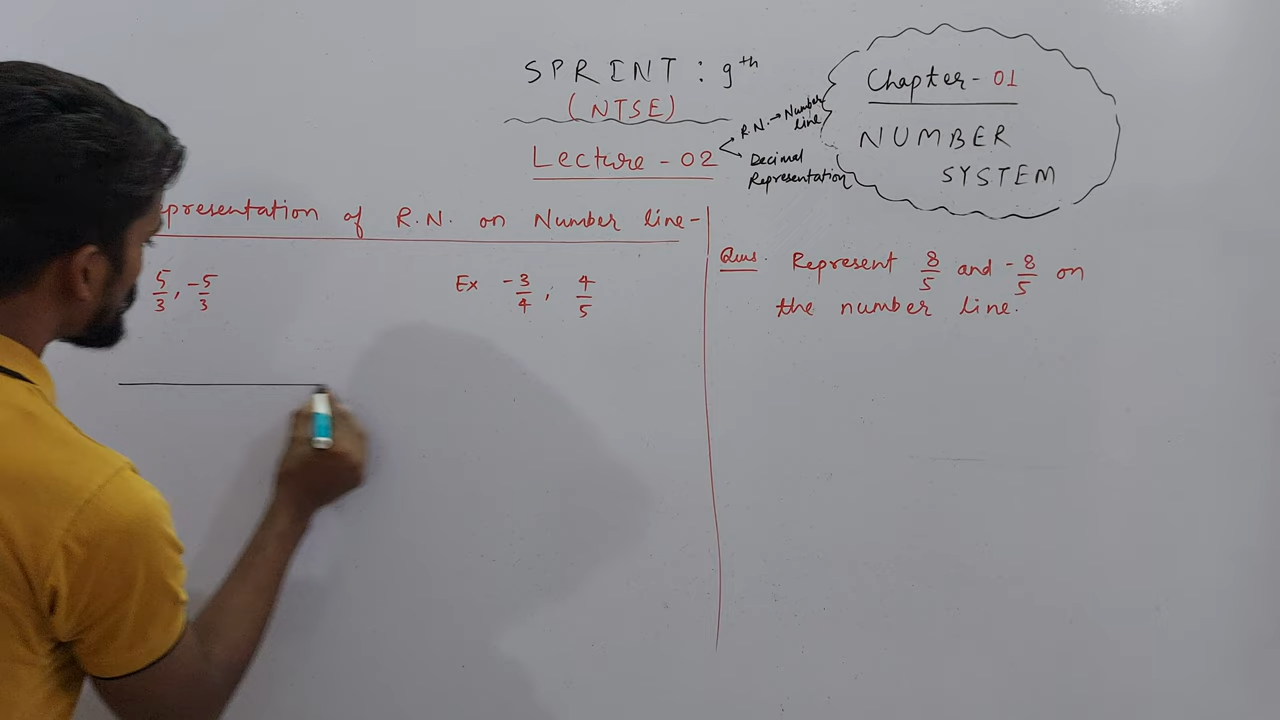 SPRINT : 9th
(NTSE)
Lecture - 02
R.N. → Number line
Decimal Representation
Chapter - 01
NUMBER
SYSTEM
epresentation of R.N. on Number line-
5/3, -5/3
Ex -3/4, 4/5
Ques. Represent 8/5 and -8/5 on
the number line.